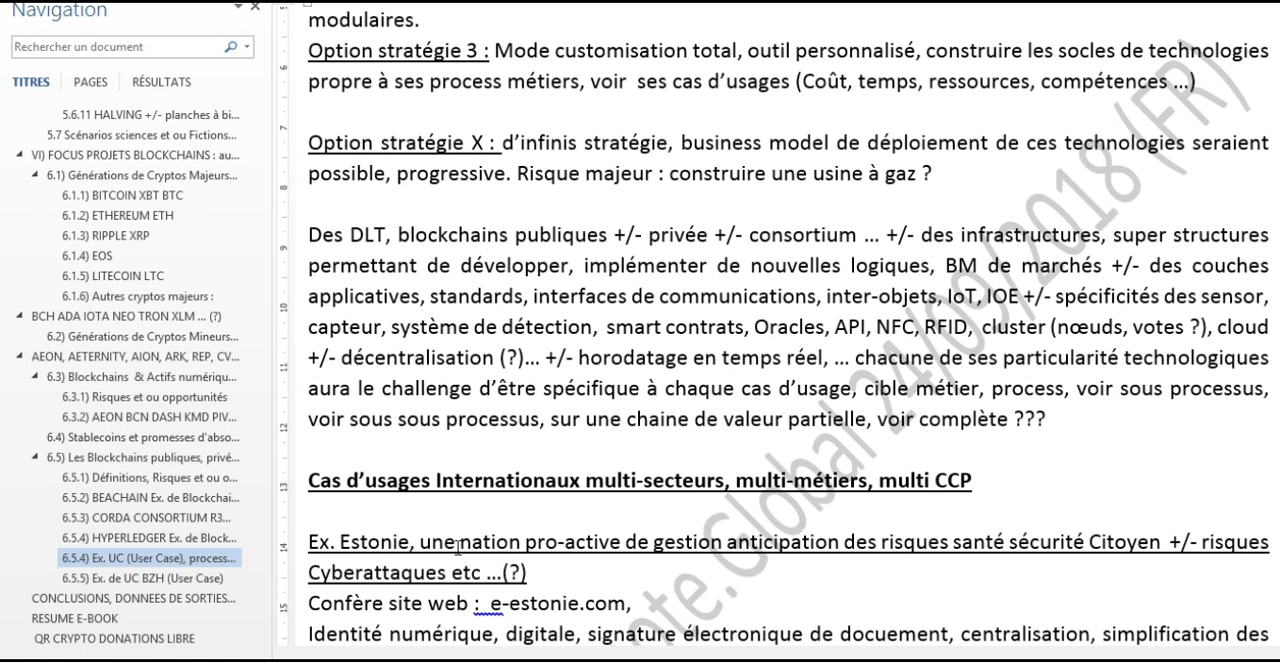 Navigation
Rechercher un document
TITRES PAGES RÉSULTATS
5.6.11 HALVING +/- planches à bi...
5.7 Scénarios sciences et ou Fictions...
VI) FOCUS PROJETS BLOCKCHAINS : au...
6.1) Générations de Cryptos Majeurs...
6.1.1) BITCOIN XBT BTC
6.1.2) ETHEREUM ETH
6.1.3) RIPPLE XRP
6.1.4) EOS
6.1.5) LITECOIN LTC
6.1.6) Autres cryptos majeurs :
BCH ADA IOTA NEO TRON XLM ... (?)
6.2) Générations de Cryptos Mineurs...
AEON, AETERNITY, AION, ARK, REP, CV...
6.3) Blockchains & Actifs numériqu...
6.3.1) Risques et ou opportunités
6.3.2) AEON BCN DASH KMD PIV...
6.4) Stablecoins et promesses d'abso...
6.5) Les Blockchains publiques, privé...
6.5.1) Définitions, Risques et ou o...
6.5.2) BEACHAIN Ex. de Blockchai...
6.5.3) CORDA CONSORTIUM R3...
6.5.4) HYPERLEDGER Ex. de Block...
6.5.4) Ex. UC (User Case), process...
6.5.5) Ex. de UC BZH (User Case)
CONCLUSIONS, DONNEES DE SORTIES...
RESUME E-BOOK
QR CRYPTO DONATIONS LIBRE
5
6
7
8
9
10
11
12
13
14
15
modulaires.
Option stratégie 3 : Mode customisation total, outil personnalisé, construire les socles de technologies
propre à ses process métiers, voir ses cas d'usages (Coût, temps, ressources, compétences ...)
Option stratégie X : d'infinis stratégie, business model de déploiement de ces technologies seraient
possible, progressive. Risque majeur : construire une usine à gaz ?
Des DLT, blockchains publiques +/- privée +/- consortium ... +/- des infrastructures, super structures
permettant de développer, implémenter de nouvelles logiques, BM de marchés +/- des couches
applicatives, standards, interfaces de communications, inter-objets, IoT, IOE +/- spécificités des sensor,
capteur, système de détection, smart contrats, Oracles, API, NFC, RFID, cluster (nœuds, votes ?), cloud
+/- décentralisation (?)... +/- horodatage en temps réel, ... chacune de ses particularité technologiques
aura le challenge d'être spécifique à chaque cas d'usage, cible métier, process, voir sous processus,
voir sous sous processus, sur une chaine de valeur partielle, voir complète ???
Cas d'usages Internationaux multi-secteurs, multi-métiers, multi CCP
Ex. Estonie, une nation pro-active de gestion anticipation des risques santé sécurité Citoyen +/- risques
Cyberattaques etc ...(?)
Confère site web : e-estonie.com,
Identité numérique, digitale, signature électronique de docuement, centralisation, simplification des
nte.Global 24/09/2018 (FR)